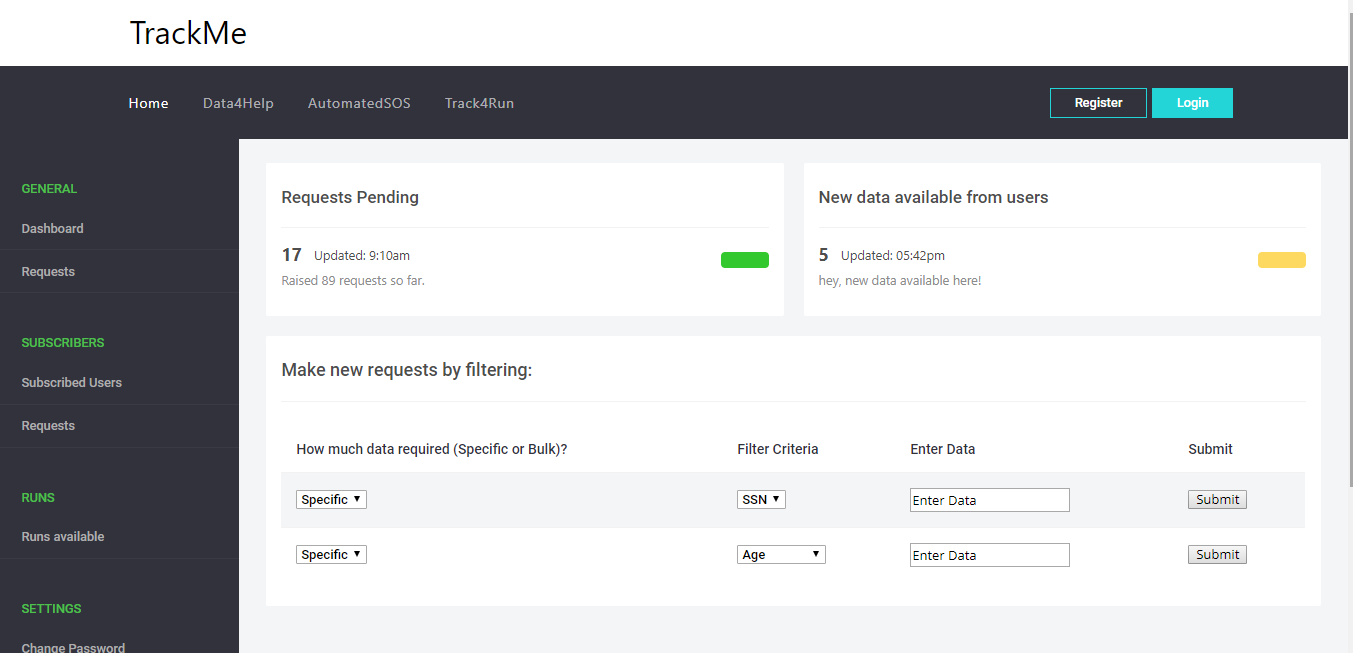 TrackMe
Home Data4Help AutomatedSOS Track4Run Register Login
GENERAL
Dashboard
Requests
SUBSCRIBERS
Subscribed Users
Requests
RUNS
Runs available
SETTINGS
Change Password
Requests Pending
17 Updated: 9:10am
Raised 89 requests so far.
New data available from users
5 Updated: 05:42pm
hey, new data available here!
Make new requests by filtering:
How much data required (Specific or Bulk)? Filter Criteria Enter Data Submit
Specific SSN Enter Data Submit
Specific Age Enter Data Submit